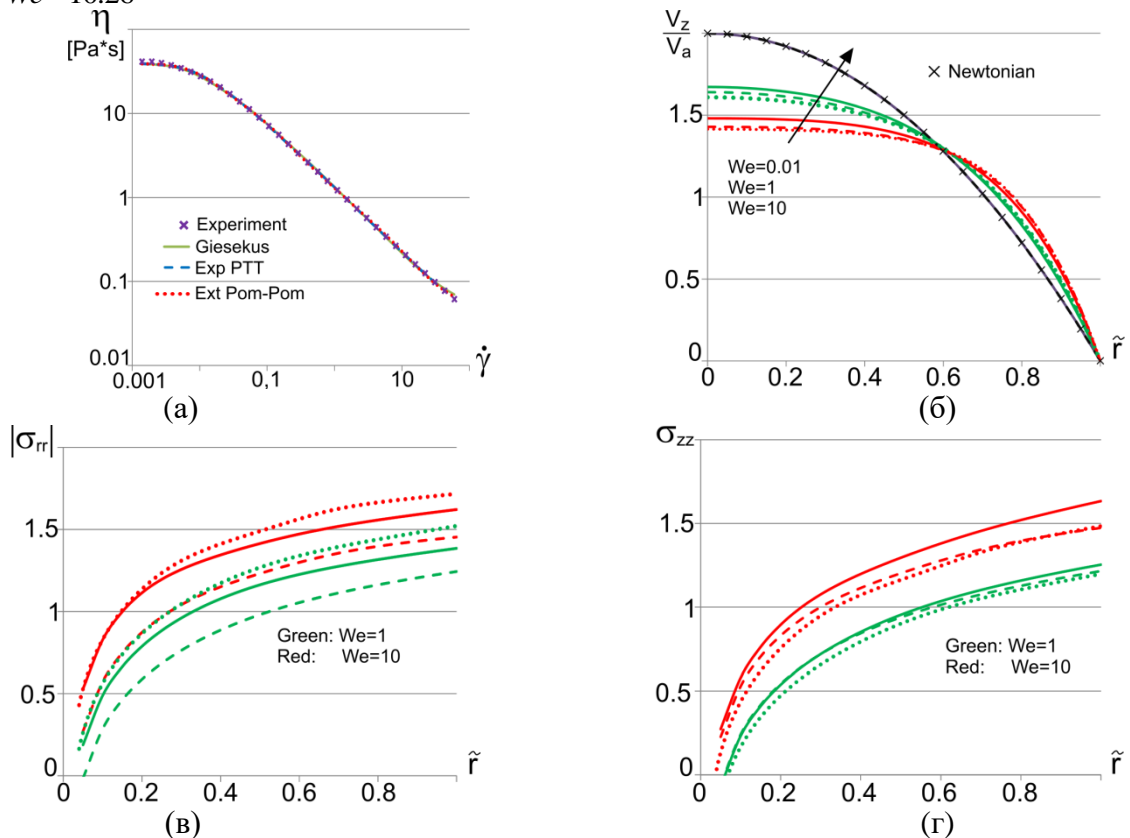 η
[Pa*s]
10
1
0.1
0.01
0.001
0,1
10
γ̇
× Experiment
Giesekus
Exp PTT
Ext Pom-Pom
(а)
V_z
V_a
1.5
1
0.5
0
0
0.2
0.4
0.6
0.8
r̃
× Newtonian
We=0.01
We=1
We=10
(б)
|σ_rr|
1.5
1
0.5
0
0
0.2
0.4
0.6
0.8
r̃
Green: We=1
Red: We=10
(в)
σ_zz
1.5
1
0.5
0
0
0.2
0.4
0.6
0.8
r̃
Green: We=1
Red: We=10
(г)